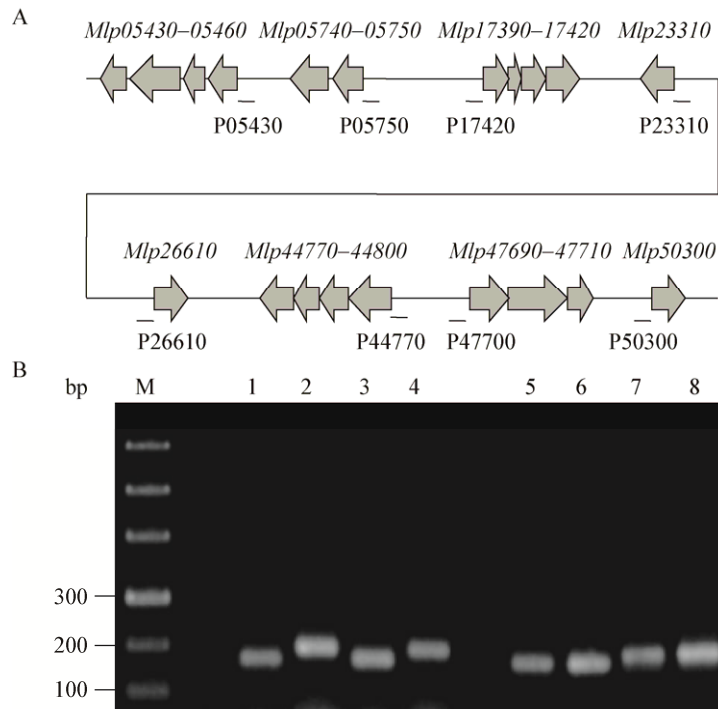 A
Mlp05430–05460 Mlp05740–05750 Mlp17390–17420 Mlp23310
P05430 P05750 P17420 P23310
Mlp26610 Mlp44770–44800 Mlp47690–47710 Mlp50300
P26610 P44770 P47700 P50300
B
bp M 1 2 3 4 5 6 7 8
300
200
100